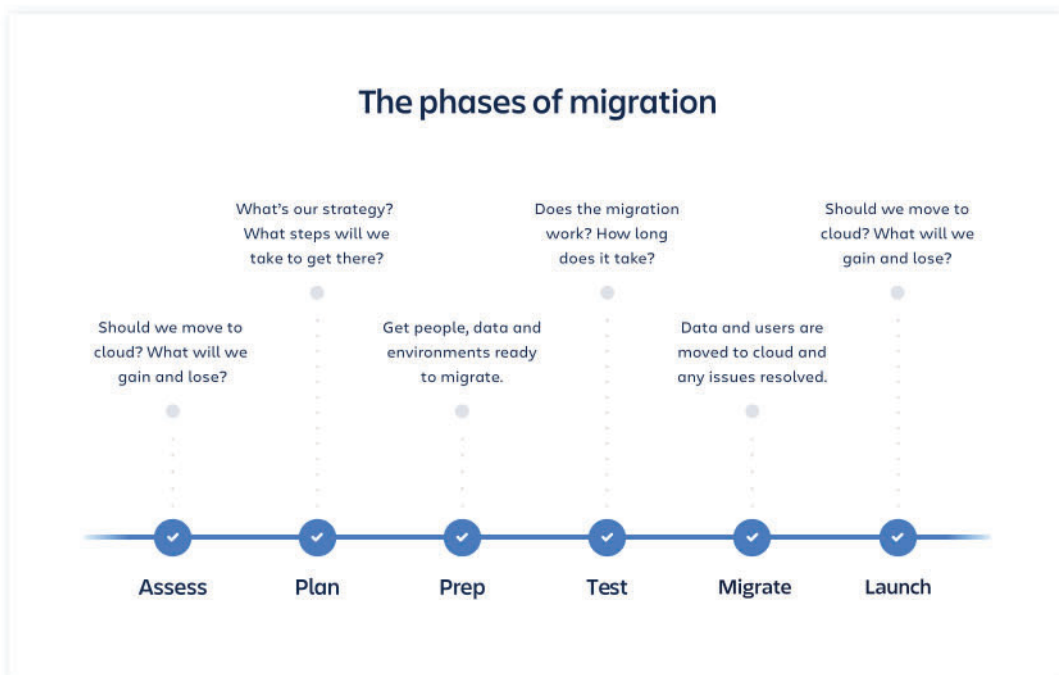 The phases of migration
What's our strategy?
What steps will we
take to get there?
Does the migration
work? How long
does it take?
Should we move to
cloud? What will we
gain and lose?
Should we move to
cloud? What will we
gain and lose?
Get people, data and
environments ready
to migrate.
Data and users are
moved to cloud and
any issues resolved.
Assess
Plan
Prep
Test
Migrate
Launch